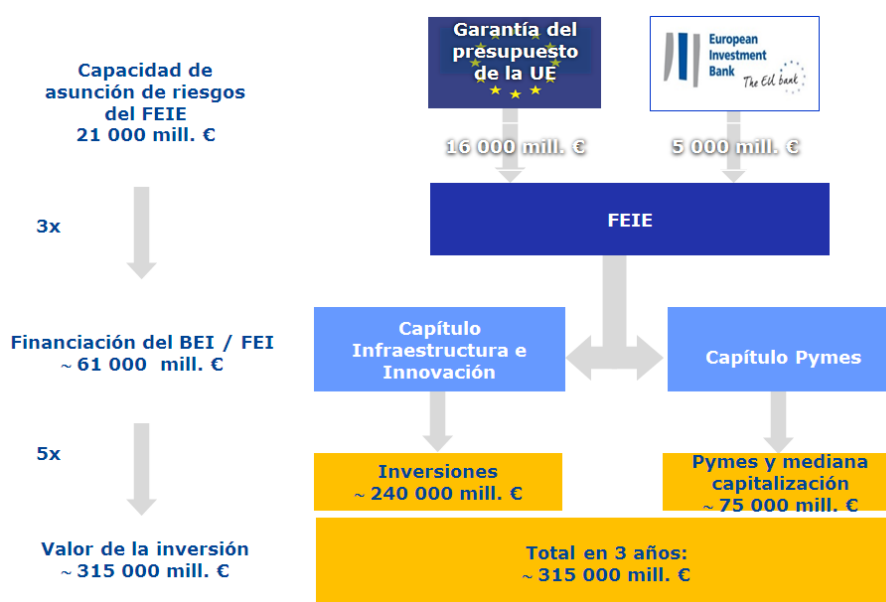 Capacidad de
asunción de riesgos
del FEIE
21 000 mill. €
Garantía del
presupuesto
de la UE
European
Investment
Bank
The EU bank
16 000 mill. €
5 000 mill. €
FEIE
3x
Financiación del BEI / FEI
~ 61 000 mill. €
Capítulo
Infraestructura e
Innovación
Capítulo Pymes
5x
Inversiones
~ 240 000 mill. €
Pymes y mediana
capitalización
~ 75 000 mill. €
Valor de la inversión
~ 315 000 mill. €
Total en 3 años:
~ 315 000 mill. €